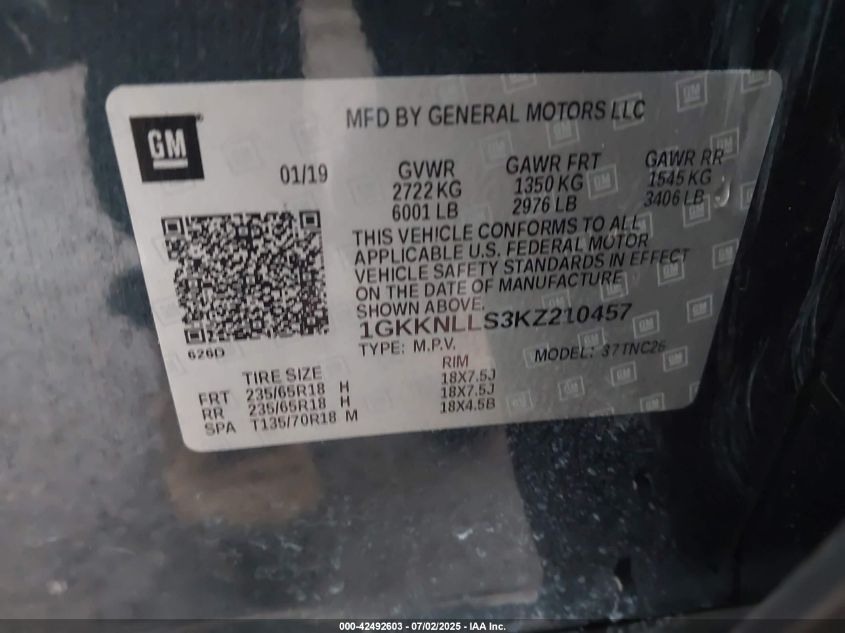 GM
MFD BY GENERAL MOTORS LLC
01/19
GVWR GAWR FRT GAWR RR
2722 KG 1350 KG 1545 KG
6001 LB 2976 LB 3406 LB
THIS VEHICLE CONFORMS TO ALL
APPLICABLE U.S. FEDERAL MOTOR
VEHICLE SAFETY STANDARDS IN EFFECT
ON THE DATE OF MANUFACTURE
SHOWN ABOVE.
1GKKNLLS3KZ210457
TYPE: M.P.V. MODEL: 37TNC26
626D
TIRE SIZE RIM
FRT 235/65R18 H 18X7.5J
RR 235/65R18 H 18X7.5J
SPA T135/70R18 M 18X4.5B
000-42492603 - 07/02/2025 - IAA Inc.